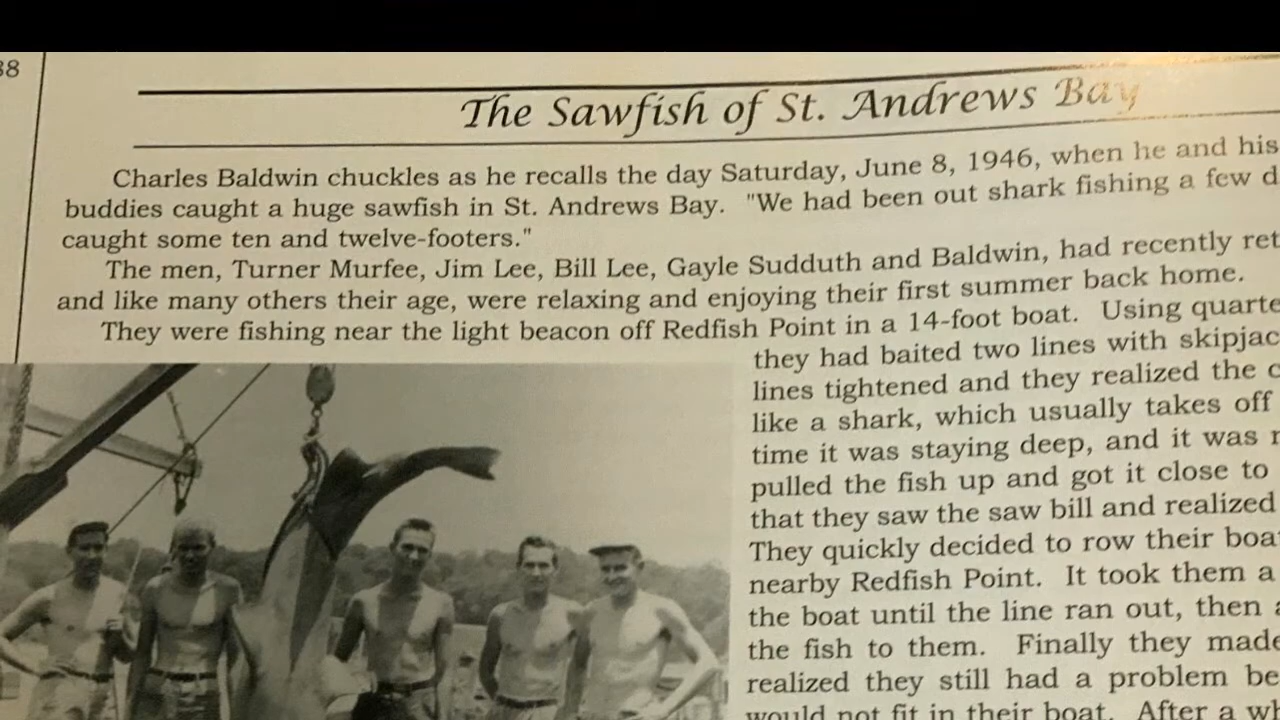 38
The Sawfish of St. Andrews Bay
Charles Baldwin chuckles as he recalls the day Saturday, June 8, 1946, when he and his
buddies caught a huge sawfish in St. Andrews Bay. "We had been out shark fishing a few d
caught some ten and twelve-footers."
The men, Turner Murfee, Jim Lee, Bill Lee, Gayle Sudduth and Baldwin, had recently ret
and like many others their age, were relaxing and enjoying their first summer back home.
They were fishing near the light beacon off Redfish Point in a 14-foot boat. Using quarte
they had baited two lines with skipjac
lines tightened and they realized the c
like a shark, which usually takes off
time it was staying deep, and it was r
pulled the fish up and got it close to
that they saw the saw bill and realized
They quickly decided to row their boa
nearby Redfish Point. It took them a
the boat until the line ran out, then a
the fish to them. Finally they made
realized they still had a problem be
would not fit in their boat. After a wh